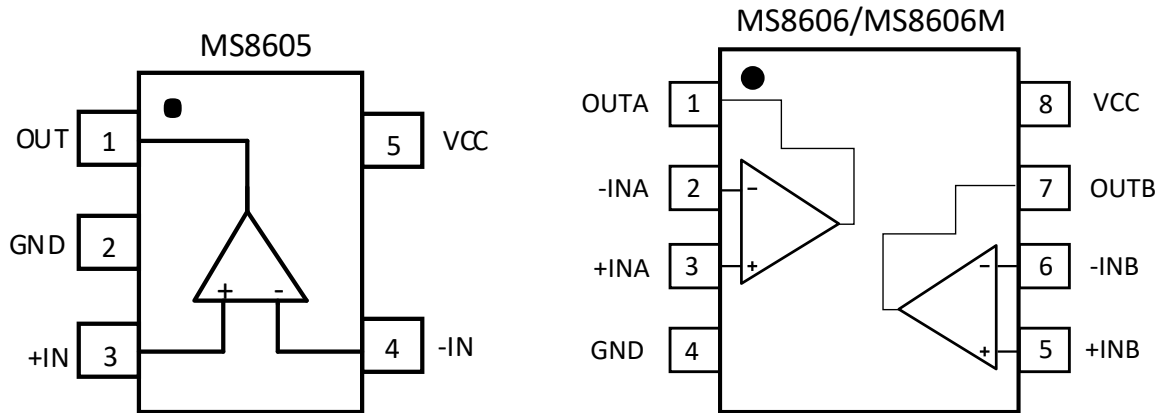 MS8605
OUT 1
5 VCC
GND 2
+IN 3
4 -IN
+ -
MS8606/MS8606M
OUTA 1
8 VCC
-INA 2 −
7 OUTB
+INA 3 +
− 6 -INB
GND 4
+ 5 +INB